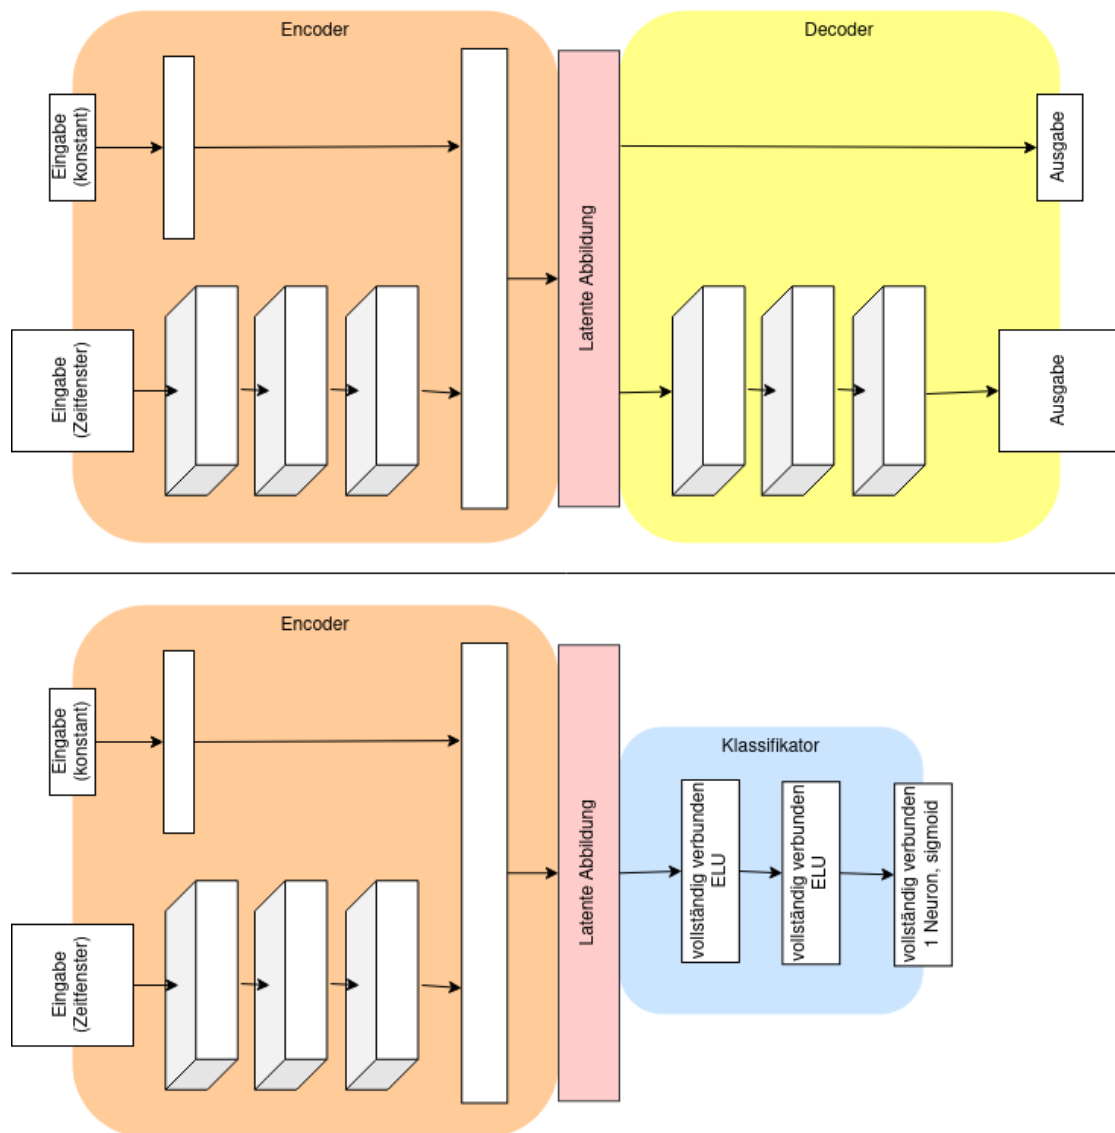 Encoder
Decoder
Eingabe
(konstant)
Ausgabe
Latente Abbildung
Eingabe
(Zeitfenster)
Ausgabe
Encoder
Eingabe
(konstant)
Klassifikator
Latente Abbildung
vollständig verbunden
ELU
vollständig verbunden
ELU
vollständig verbunden
1 Neuron, sigmoid
Eingabe
(Zeitfenster)